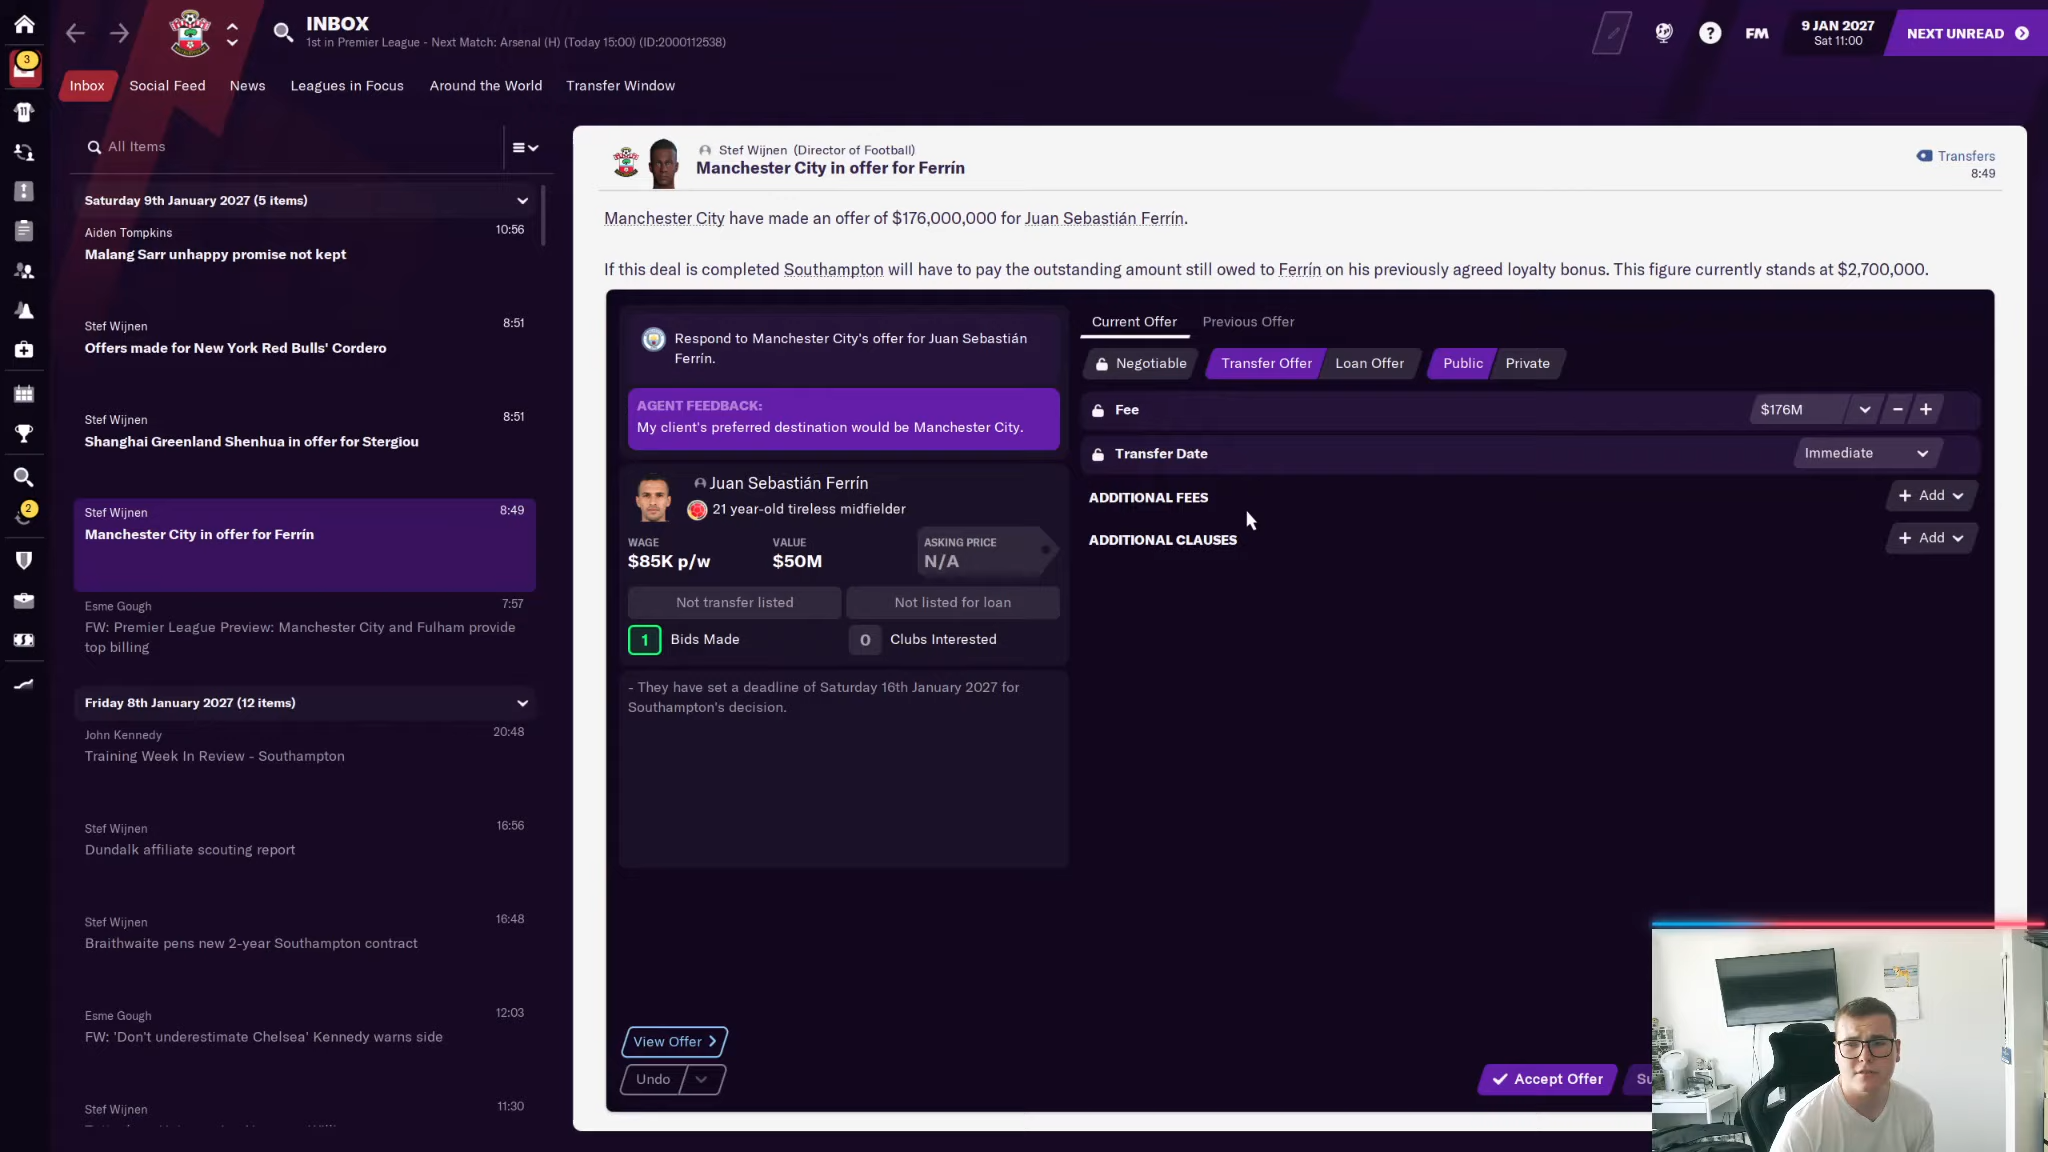 INBOX
1st in Premier League - Next Match: Arsenal (H) (Today 15:00) (ID:2000112538)
FM
9 JAN 2027
Sat 11:00
NEXT UNREAD
3
Inbox
Social Feed
News
Leagues in Focus
Around the World
Transfer Window
11
2
All Items
Saturday 9th January 2027 (5 items)
Aiden Tompkins
10:56
Malang Sarr unhappy promise not kept
Stef Wijnen
8:51
Offers made for New York Red Bulls' Cordero
Stef Wijnen
8:51
Shanghai Greenland Shenhua in offer for Stergiou
Stef Wijnen
8:49
Manchester City in offer for Ferrín
Esme Gough
7:57
FW: Premier League Preview: Manchester City and Fulham provide
top billing
Friday 8th January 2027 (12 items)
John Kennedy
20:48
Training Week In Review - Southampton
Stef Wijnen
16:56
Dundalk affiliate scouting report
Stef Wijnen
16:48
Braithwaite pens new 2-year Southampton contract
Esme Gough
12:03
FW: 'Don't underestimate Chelsea' Kennedy warns side
Stef Wijnen
11:30
Stef Wijnen (Director of Football)
Manchester City in offer for Ferrín
Transfers
8:49
Manchester City have made an offer of $176,000,000 for Juan Sebastián Ferrín.
If this deal is completed Southampton will have to pay the outstanding amount still owed to Ferrín on his previously agreed loyalty bonus. This figure currently stands at $2,700,000.
Respond to Manchester City's offer for Juan Sebastián
Ferrín.
AGENT FEEDBACK:
My client's preferred destination would be Manchester City.
Juan Sebastián Ferrín
21 year-old tireless midfielder
WAGE
$85K p/w
VALUE
$50M
ASKING PRICE
N/A
Not transfer listed
Not listed for loan
1 Bids Made
0 Clubs Interested
- They have set a deadline of Saturday 16th January 2027 for
Southampton's decision.
View Offer
Undo
Current Offer
Previous Offer
Negotiable
Transfer Offer
Loan Offer
Public
Private
Fee
$176M
Transfer Date
Immediate
ADDITIONAL FEES
Add
ADDITIONAL CLAUSES
Add
Accept Offer